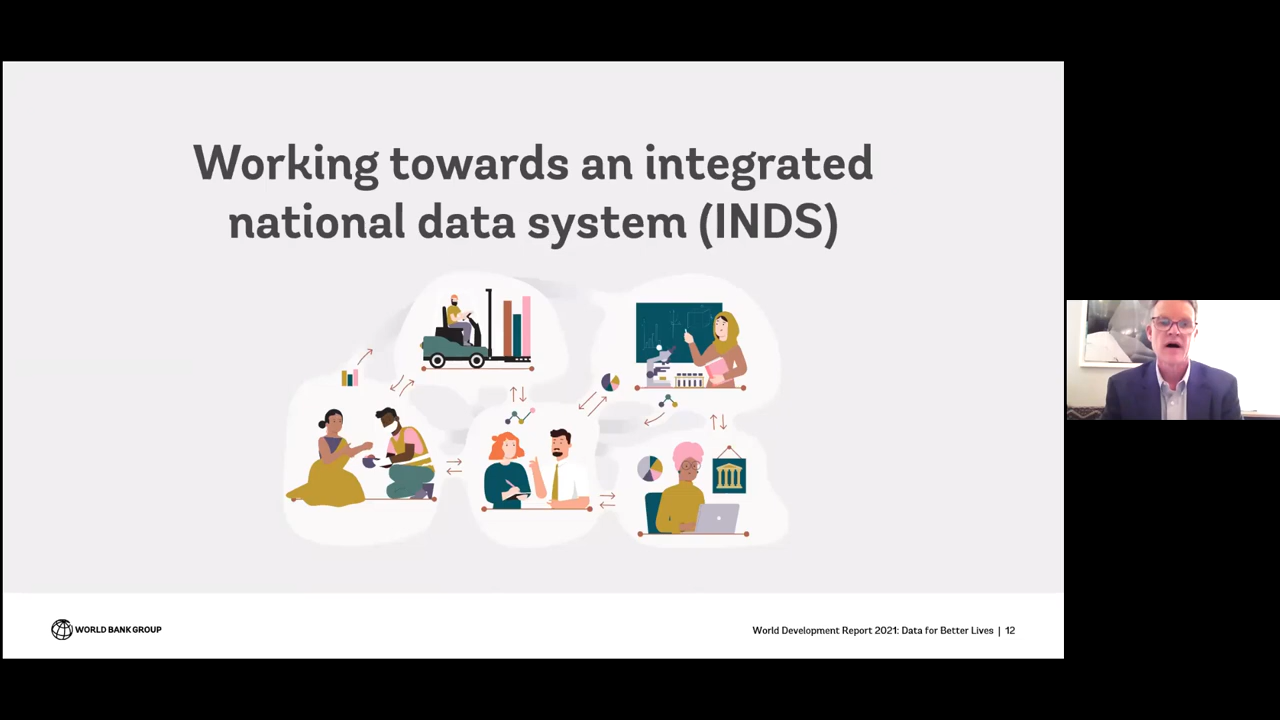 Working towards an integrated
national data system (INDS)
WORLD BANK GROUP
World Development Report 2021: Data for Better Lives | 12